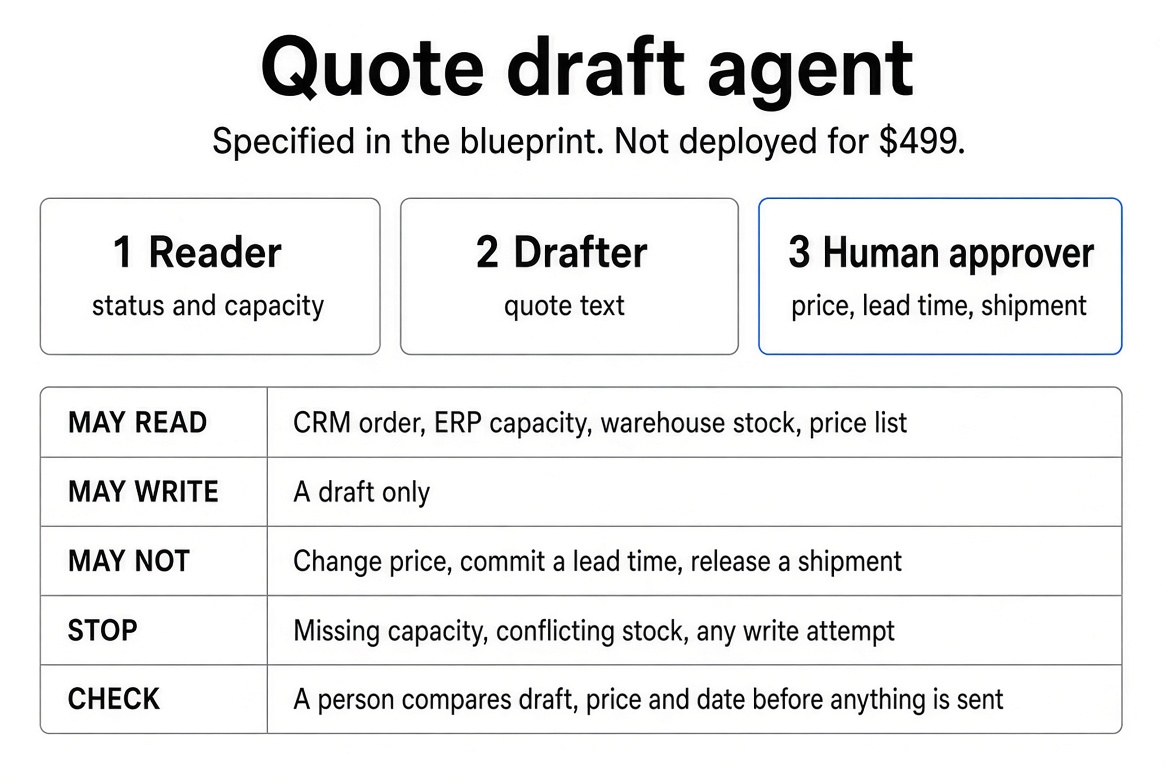 Quote draft agent
Specified in the blueprint. Not deployed for $499.
1 Reader
status and capacity
2 Drafter
quote text
3 Human approver
price, lead time, shipment
MAY READ
CRM order, ERP capacity, warehouse stock, price list
MAY WRITE
A draft only
MAY NOT
Change price, commit a lead time, release a shipment
STOP
Missing capacity, conflicting stock, any write attempt
CHECK
A person compares draft, price and date before anything is sent